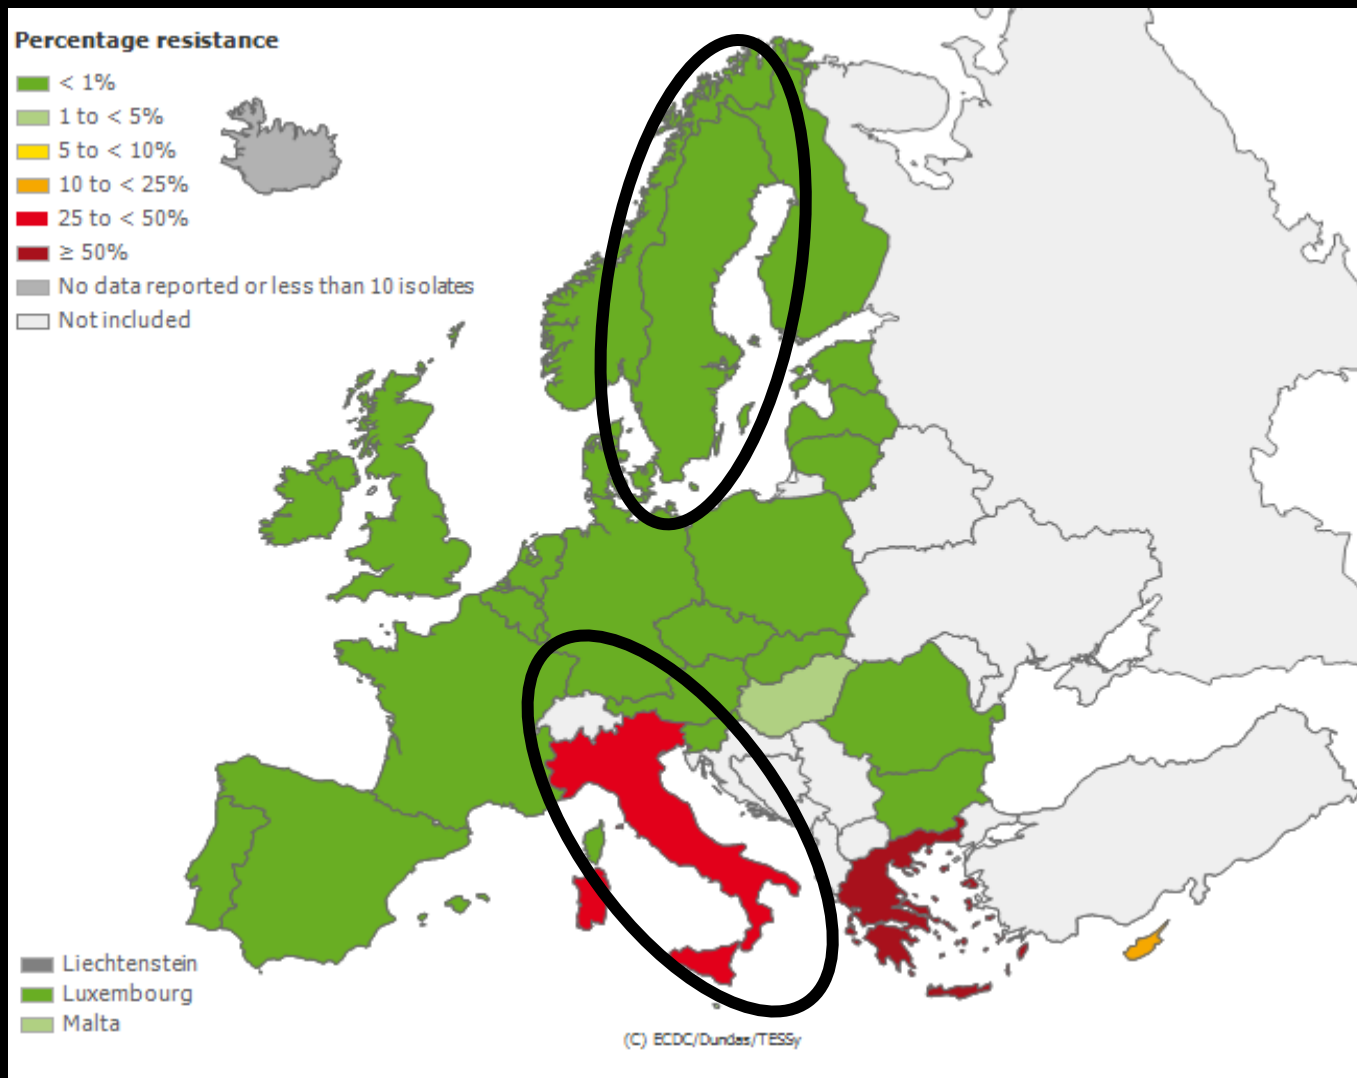 Percentage resistance
< 1%
1 to < 5%
5 to < 10%
10 to < 25%
25 to < 50%
≥ 50%
No data reported or less than 10 isolates
Not included
Liechtenstein
Luxembourg
Malta
(C) ECDC/Dundas/TESSy